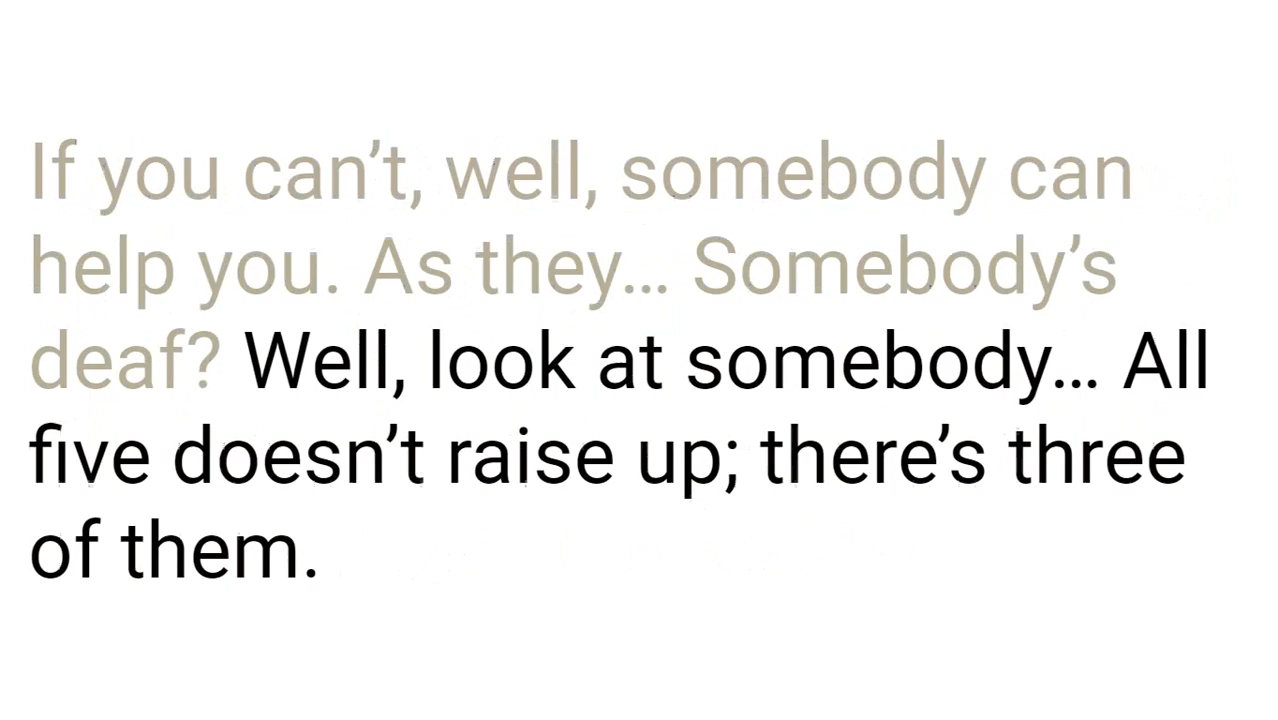 If you can’t, well, somebody can
help you. As they… Somebody’s
deaf? Well, look at somebody… All
five doesn’t raise up; there’s three
of them.